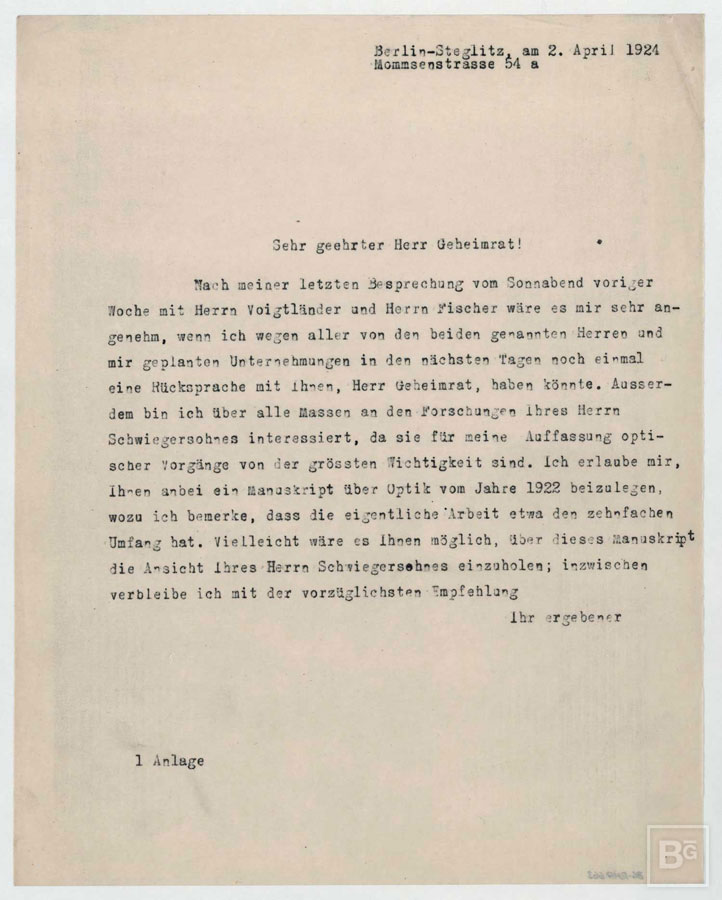 Berlin-Steglitz, am 2. April 1924
Mommsenstrasse 54 a
Sehr geehrter Herr Geheimrat!
Nach meiner letzten Besprechung vom Sonnabend voriger
Woche mit Herrn Voigtländer und Herrn Fischer wäre es mir sehr an-
genehm, wenn ich wegen aller von den beiden genannten Herren und
mir geplanten Unternehmungen in den nächsten Tagen noch einmal
eine Rücksprache mit Ihnen, Herr Geheimrat, haben könnte. Ausser-
dem bin ich über alle Massen an den Forschungen Ihres Herrn
Schwiegersohnes interessiert, da sie für meine Auffassung opti-
scher Vorgänge von der grössten Wichtigkeit sind. Ich erlaube mir,
Ihnen anbei ein Manuskript über Optik vom Jahre 1922 beizulegen,
wozu ich bemerke, dass die eigentliche Arbeit etwa den zehnfachen
Umfang hat. Vielleicht wäre es Ihnen möglich, über dieses Manuskript
die Ansicht Ihres Herrn Schwiegersohnes einzuholen; inzwischen
verbleibe ich mit der vorzüglichsten Empfehlung
Ihr ergebener
1 Anlage
BG